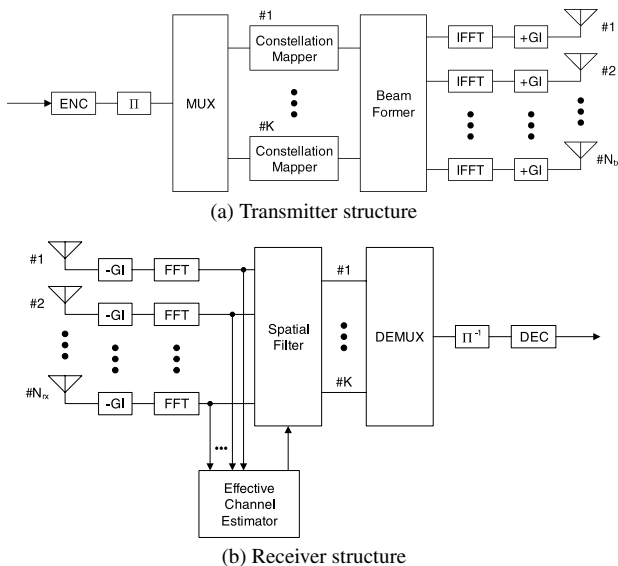 #1
Constellation
Mapper
IFFT
+GI
#1
IFFT
+GI
#2
ENC
Π
MUX
Beam
Former
#K
Constellation
Mapper
IFFT
+GI
#Nb
(a) Transmitter structure
#1
-GI
FFT
#1
#2
-GI
FFT
Spatial
Filter
DEMUX
Π-1
DEC
#Nrx
-GI
FFT
#K
Effective
Channel
Estimator
(b) Receiver structure